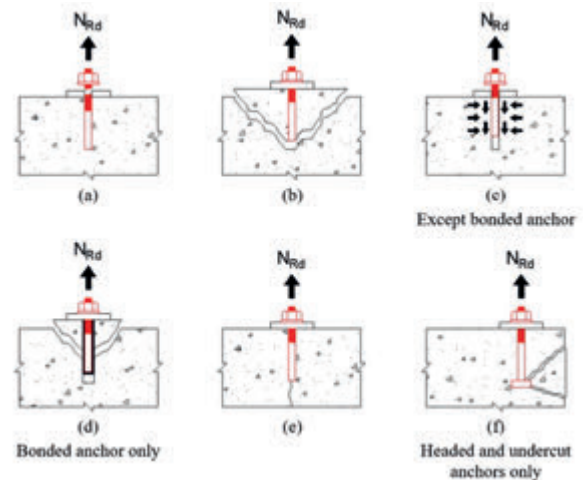 N_Rd N_Rd N_Rd
(a) (b) (c)
Except bonded anchor
N_Rd N_Rd N_Rd
(d) (e) (f)
Bonded anchor only Headed and undercut
anchors only